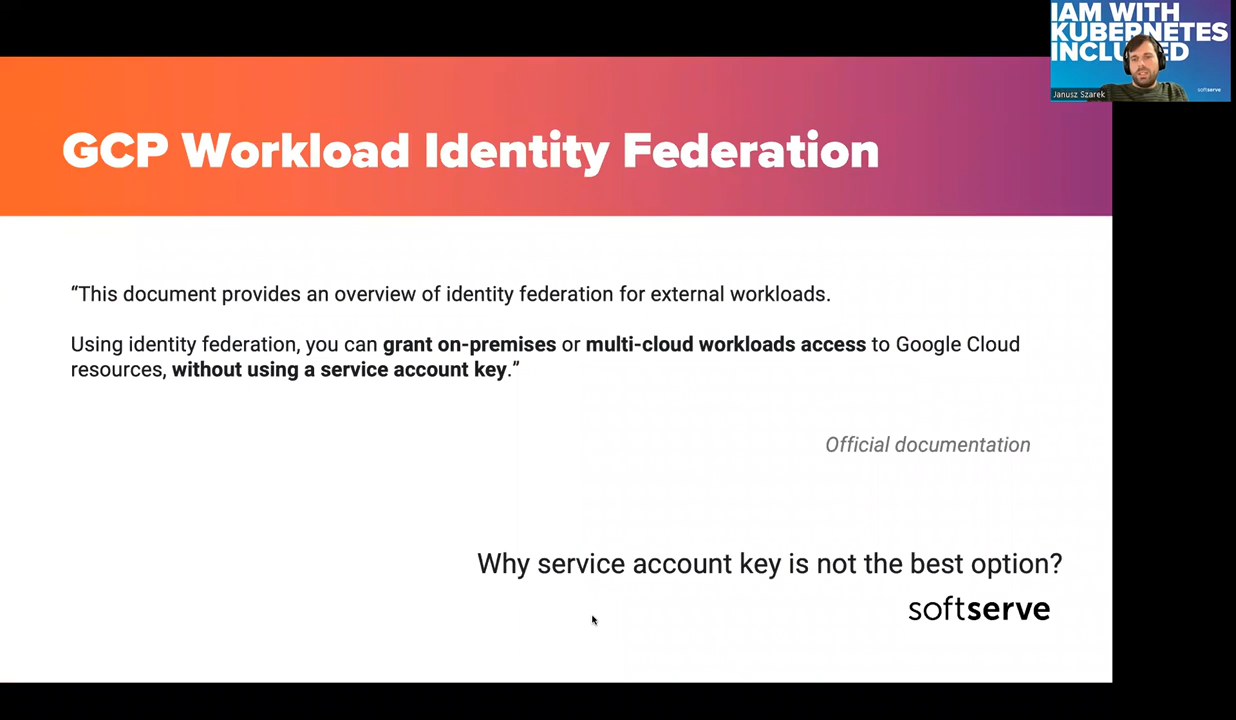 IAM WITH
KUBERNETES
INCLUDED
softserve
Janusz Szarek
GCP Workload Identity Federation
“This document provides an overview of identity federation for external workloads.
Using identity federation, you can grant on-premises or multi-cloud workloads access to Google Cloud
resources, without using a service account key.”
Official documentation
Why service account key is not the best option?
softserve